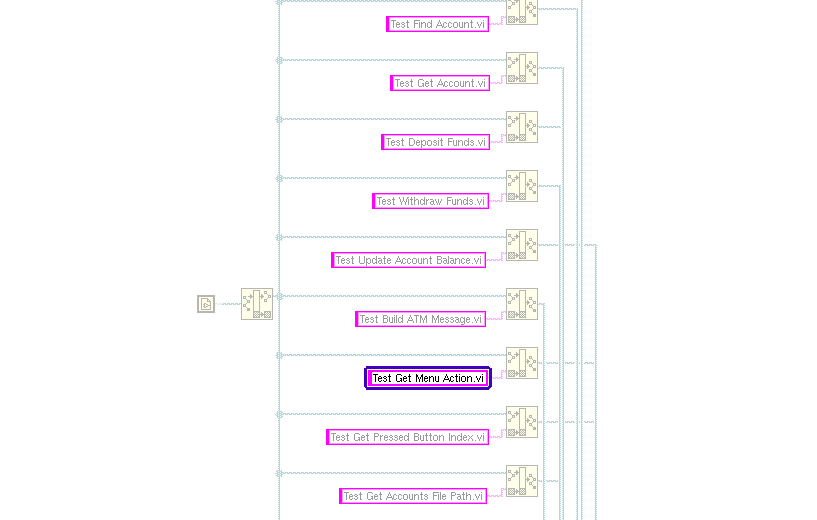 Test Find Account.vi
Test Get Account.vi
Test Deposit Funds.vi
Test Withdraw Funds.vi
Test Update Account Balance.vi
Test Build ATM Message.vi
Test Get Menu Action.vi
Test Get Pressed Button Index.vi
Test Get Accounts File Path.vi